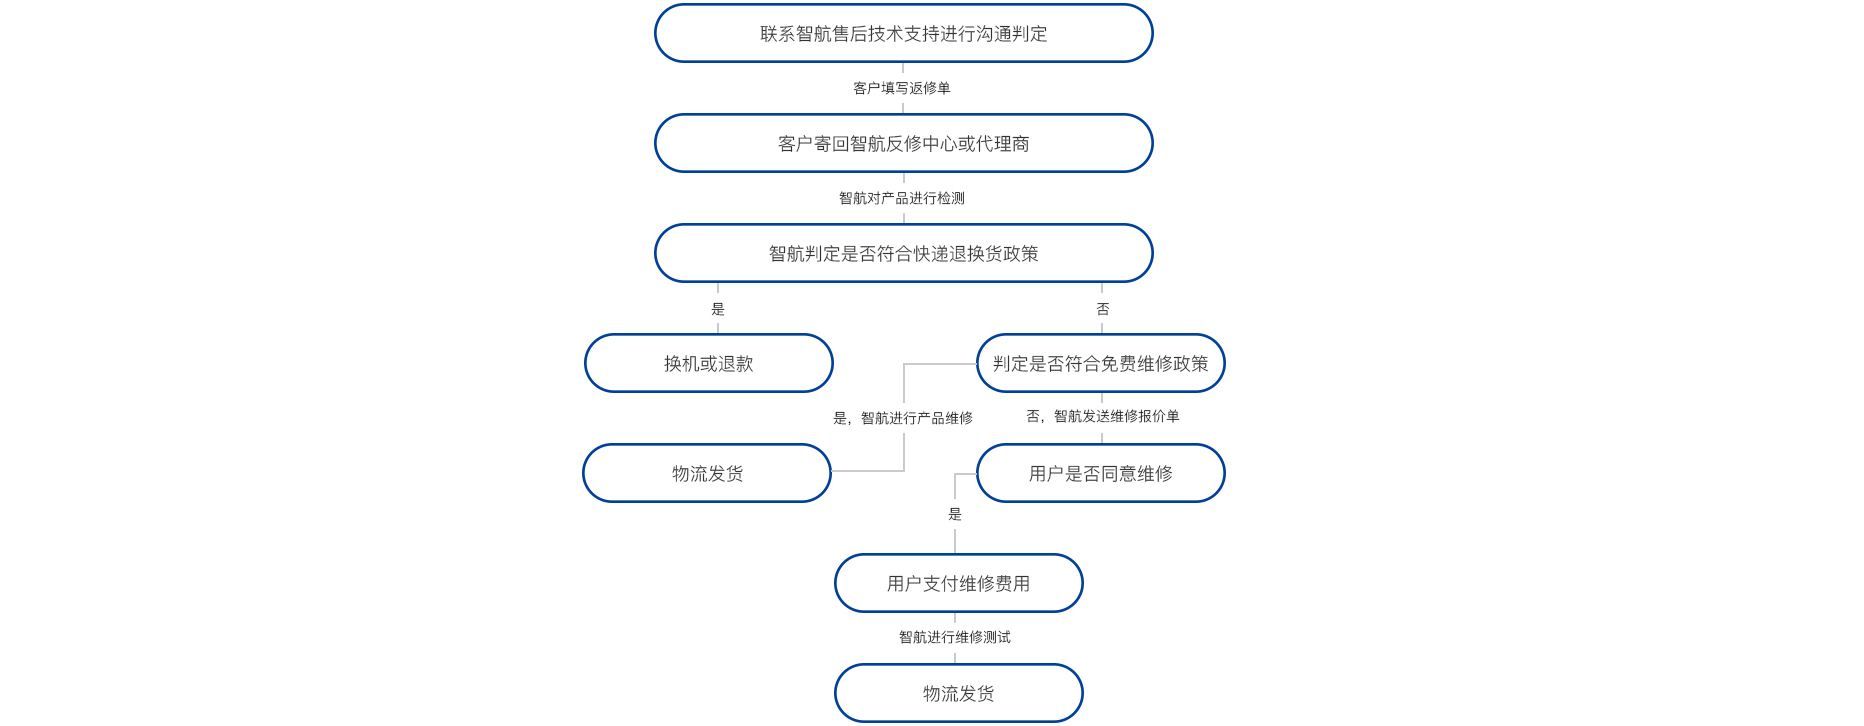 联系智航售后技术支持进行沟通判定
客户填写返修单
客户寄回智航反修中心或代理商
智航对产品进行检测
智航判定是否符合快递退换货政策
是
否
换机或退款
判定是否符合免费维修政策
是，智航进行产品维修
否，智航发送维修报价单
物流发货
用户是否同意维修
是
用户支付维修费用
智航进行维修测试
物流发货